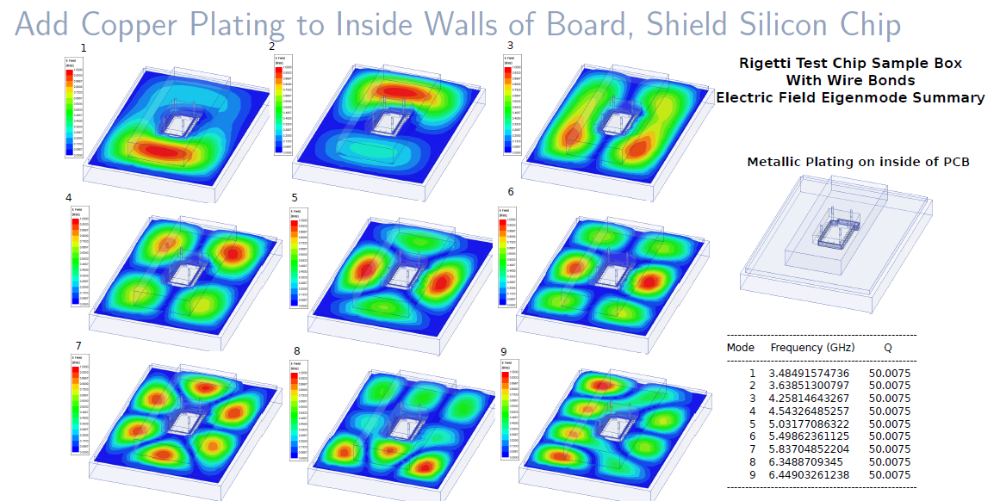 Add Copper Plating to Inside Walls of Board, Shield Silicon Chip
1
2
3
Rigetti Test Chip Sample Box
With Wire Bonds
Electric Field Eigenmode Summary
Metallic Plating on inside of PCB
4
5
6
7
8
9
Mode Frequency (GHz) Q
1 3.48491574736 50.0075
2 3.63851300797 50.0075
3 4.25814643267 50.0075
4 4.54326485257 50.0075
5 5.03177086322 50.0075
6 5.49862361125 50.0075
7 5.83704852204 50.0075
8 6.3488709345 50.0075
9 6.44903261238 50.0075